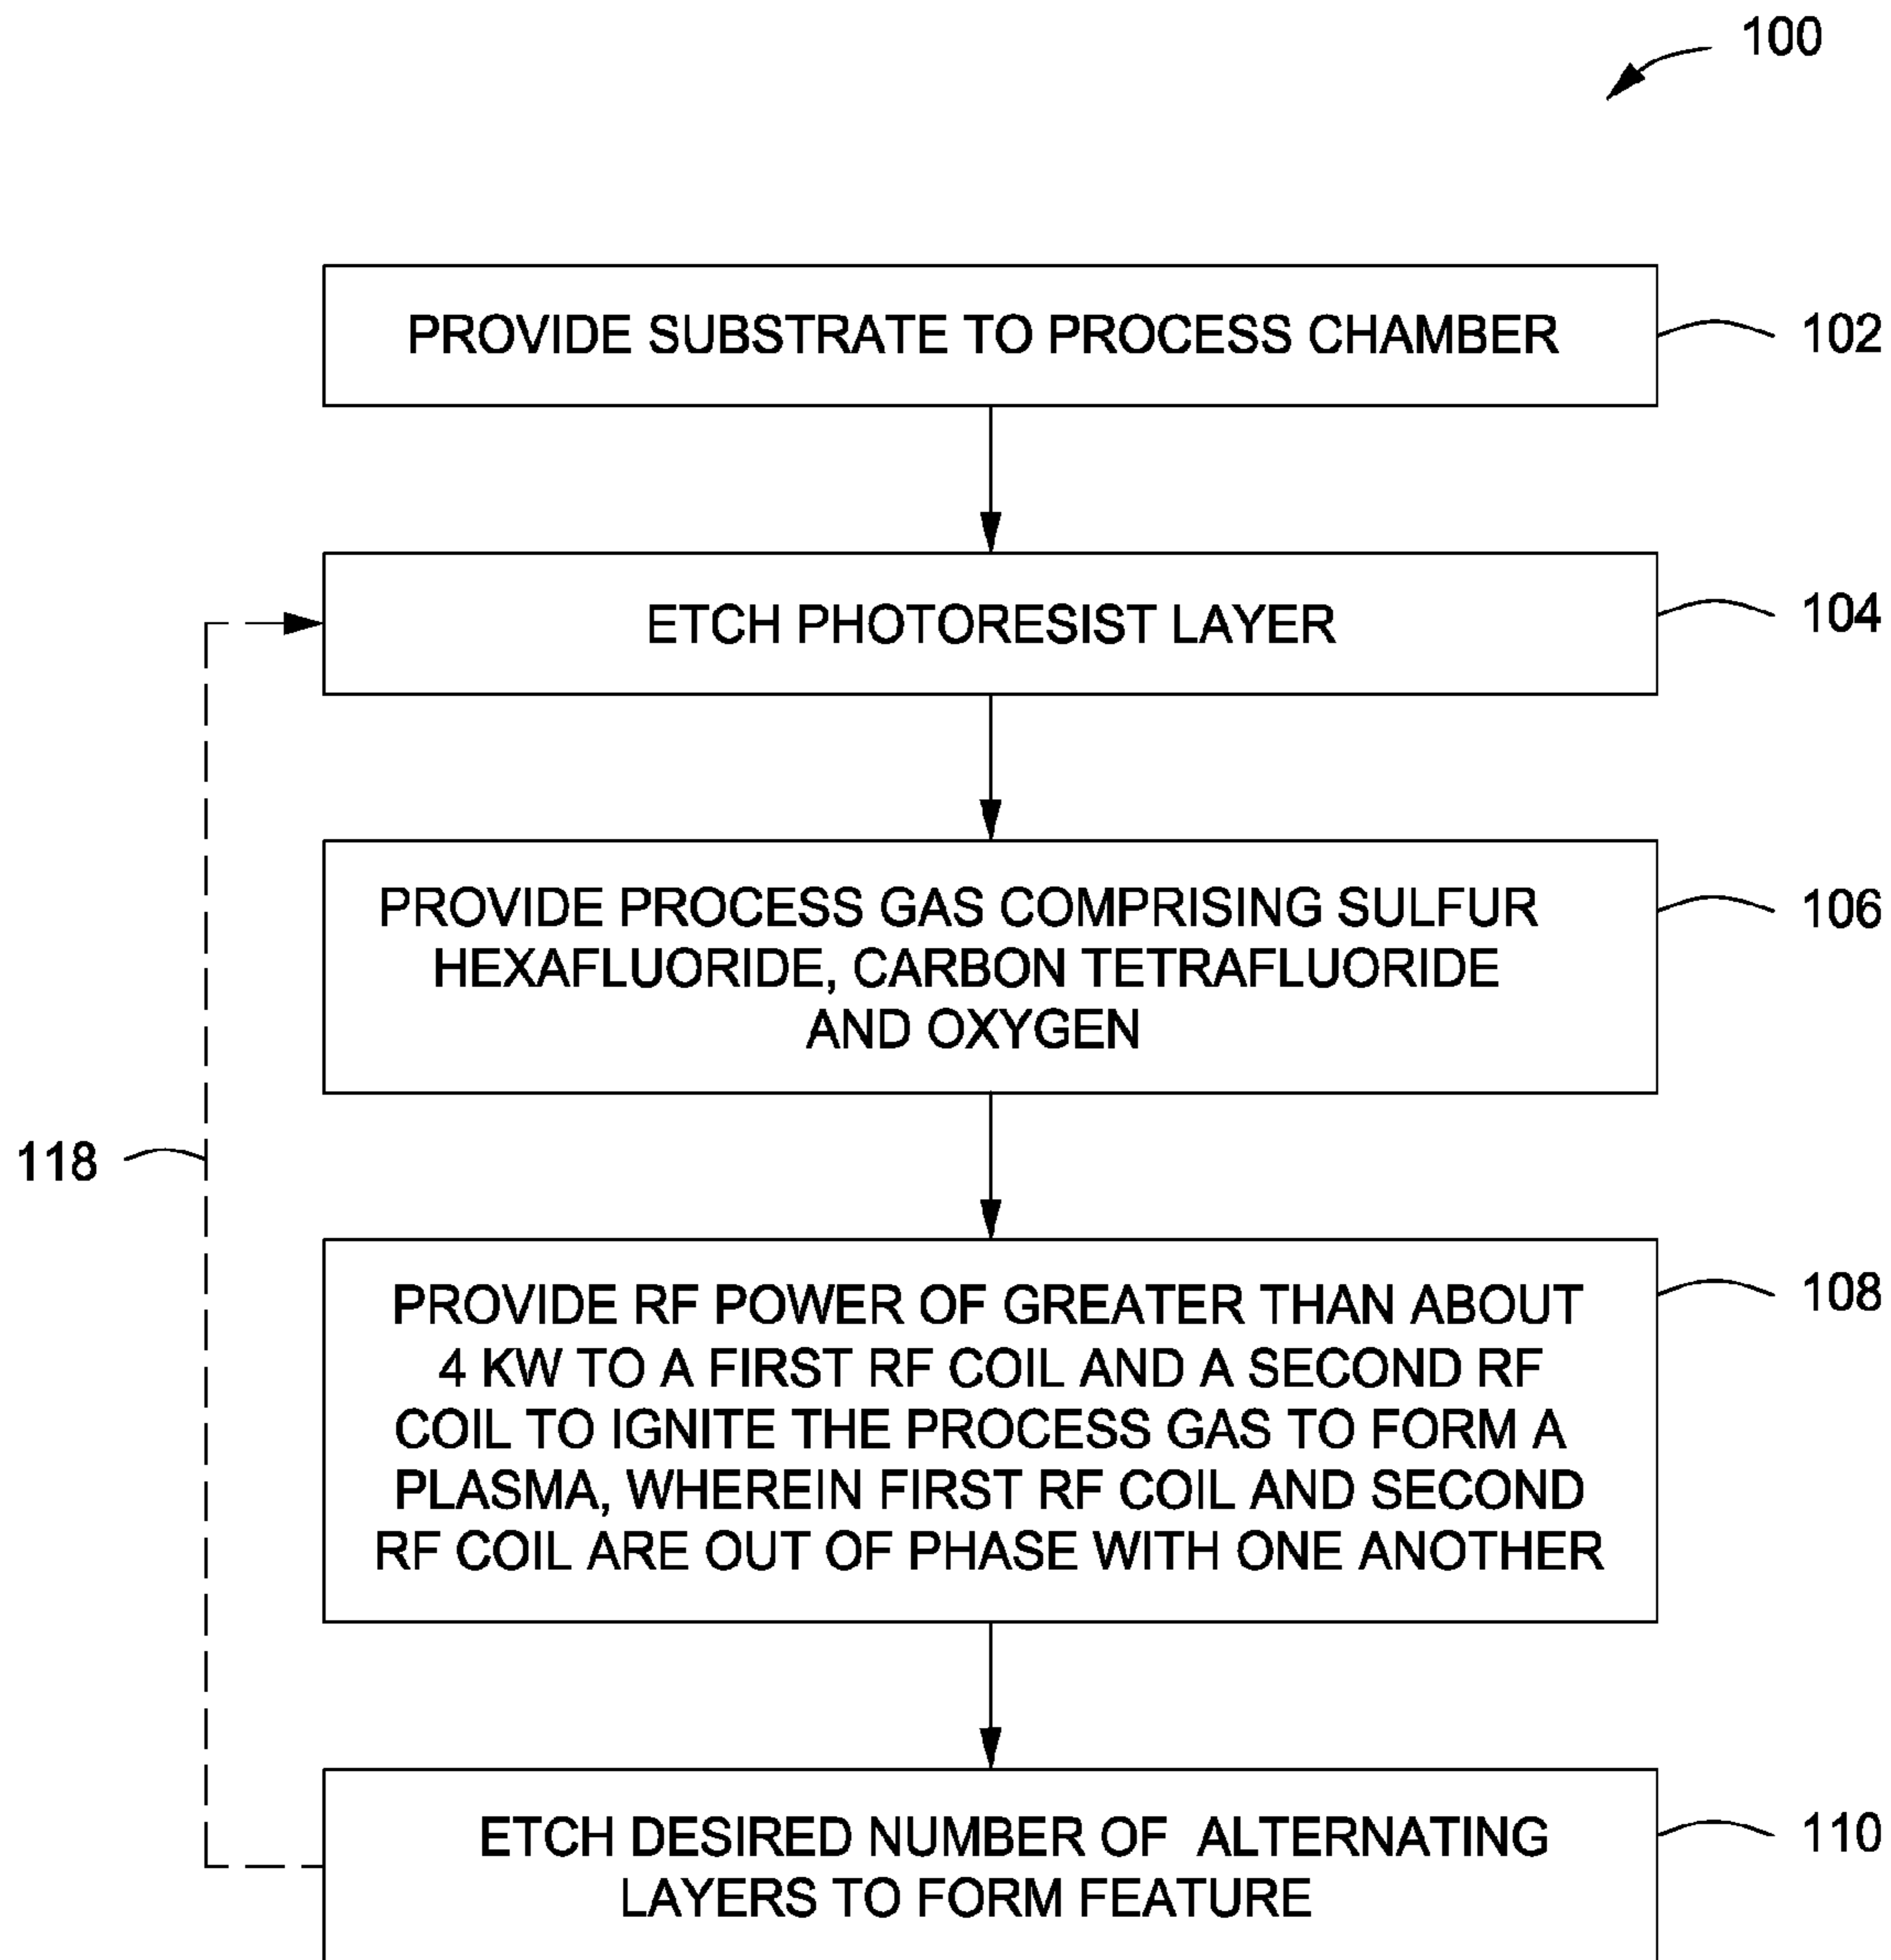 100
PROVIDE SUBSTRATE TO PROCESS CHAMBER
102
ETCH PHOTORESIST LAYER
104
PROVIDE PROCESS GAS COMPRISING SULFUR
HEXAFLUORIDE, CARBON TETRAFLUORIDE
AND OXYGEN
106
118
PROVIDE RF POWER OF GREATER THAN ABOUT
4 KW TO A FIRST RF COIL AND A SECOND RF
COIL TO IGNITE THE PROCESS GAS TO FORM A
PLASMA, WHEREIN FIRST RF COIL AND SECOND
RF COIL ARE OUT OF PHASE WITH ONE ANOTHER
108
ETCH DESIRED NUMBER OF ALTERNATING
LAYERS TO FORM FEATURE
110